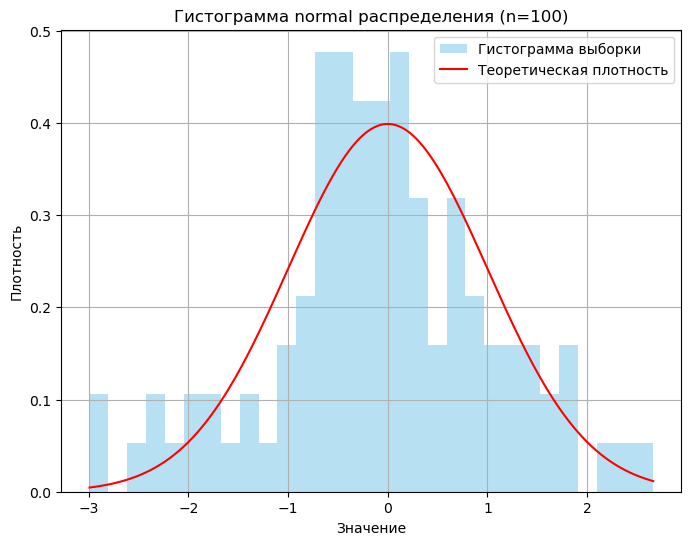 Гистограмма normal распределения (n=100)
Гистограмма выборки
Теоретическая плотность
Плотность
0.5
0.4
0.3
0.2
0.1
0.0
−3 −2 −1 0 1 2
Значение